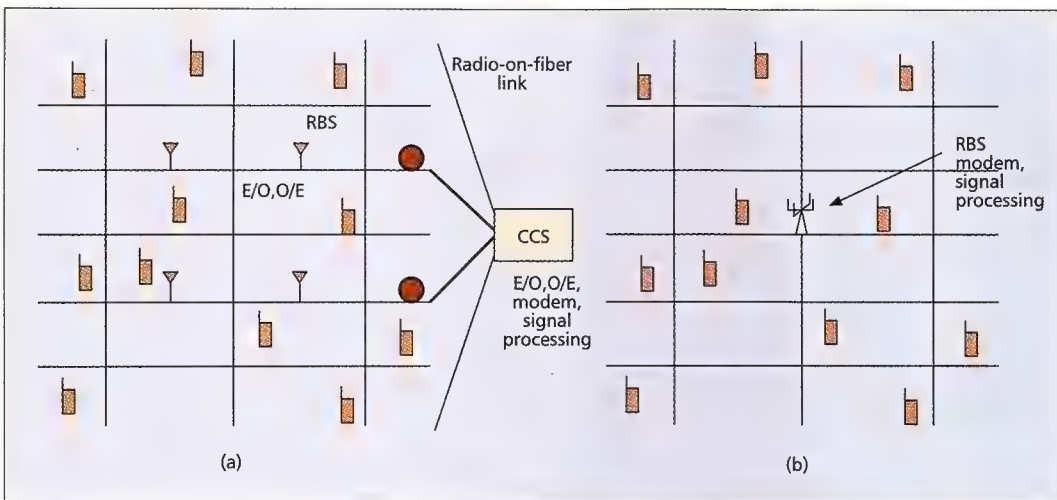 Radio-on-fiber
link
RBS
E/O,O/E
CCS
E/O,O/E,
modem,
signal
processing
(a)
RBS
modem,
signal
processing
(b)